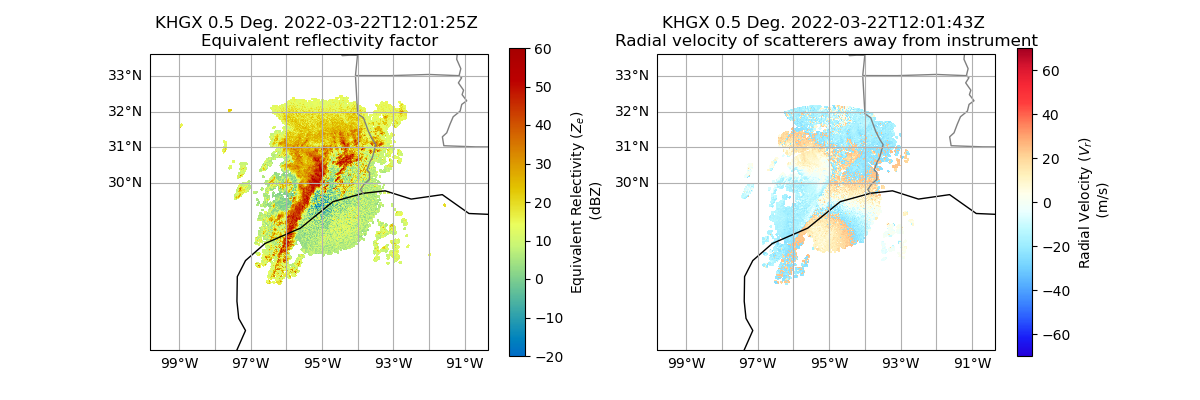 KHGX 0.5 Deg. 2022-03-22T12:01:25Z
Equivalent reflectivity factor
33°N
32°N
31°N
30°N
99°W 97°W 95°W 93°W 91°W
60
50
40
30
20
10
0
−10
−20
Equivalent Relectivity (Zₑ)
(dBZ)
KHGX 0.5 Deg. 2022-03-22T12:01:43Z
Radial velocity of scatterers away from instrument
33°N
32°N
31°N
30°N
99°W 97°W 95°W 93°W 91°W
60
40
20
0
−20
−40
−60
Radial Velocity (Vᵣ)
(m/s)